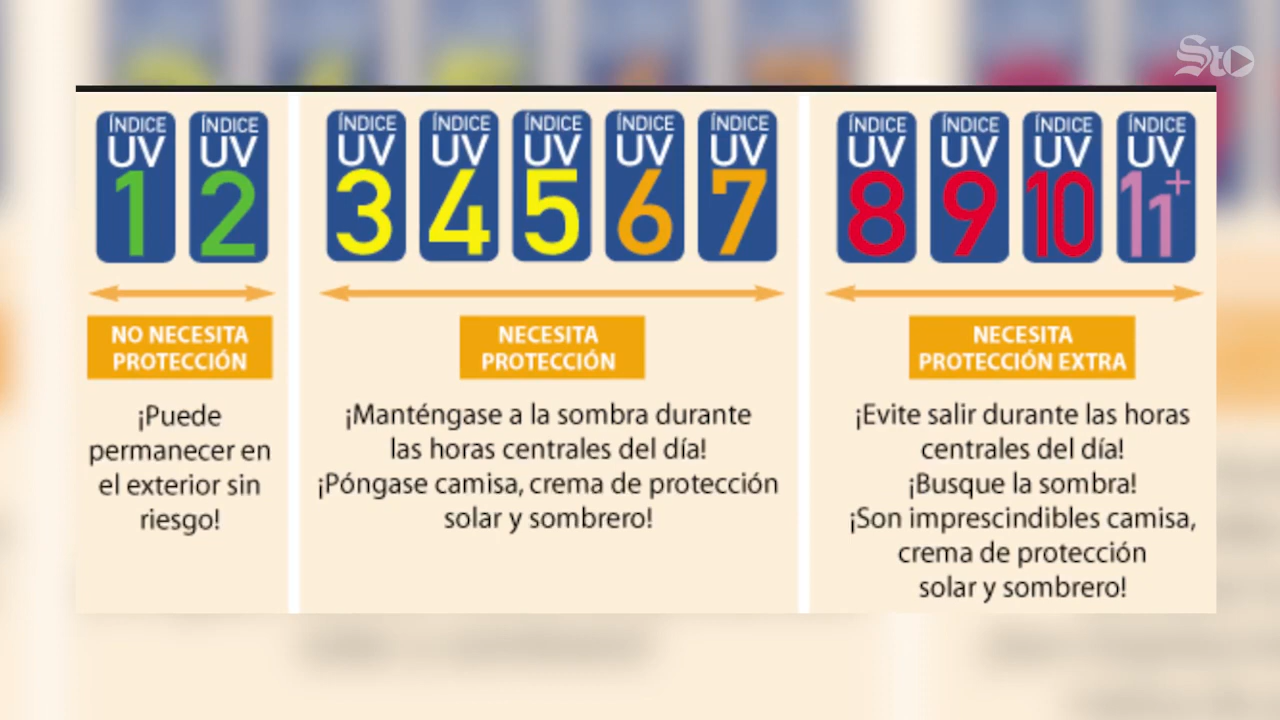 Sto
ÍNDICE
UV
1
ÍNDICE
UV
2
NO NECESITA
PROTECCIÓN
¡Puede
permanecer en
el exterior sin
riesgo!
ÍNDICE
UV
3
ÍNDICE
UV
4
ÍNDICE
UV
5
ÍNDICE
UV
6
ÍNDICE
UV
7
NECESITA
PROTECCIÓN
¡Manténgase a la sombra durante
las horas centrales del día!
¡Póngase camisa, crema de protección
solar y sombrero!
ÍNDICE
UV
8
ÍNDICE
UV
9
ÍNDICE
UV
10
ÍNDICE
UV
11+
NECESITA
PROTECCIÓN EXTRA
¡Evite salir durante las horas
centrales del día!
¡Busque la sombra!
¡Son imprescindibles camisa,
crema de protección
solar y sombrero!